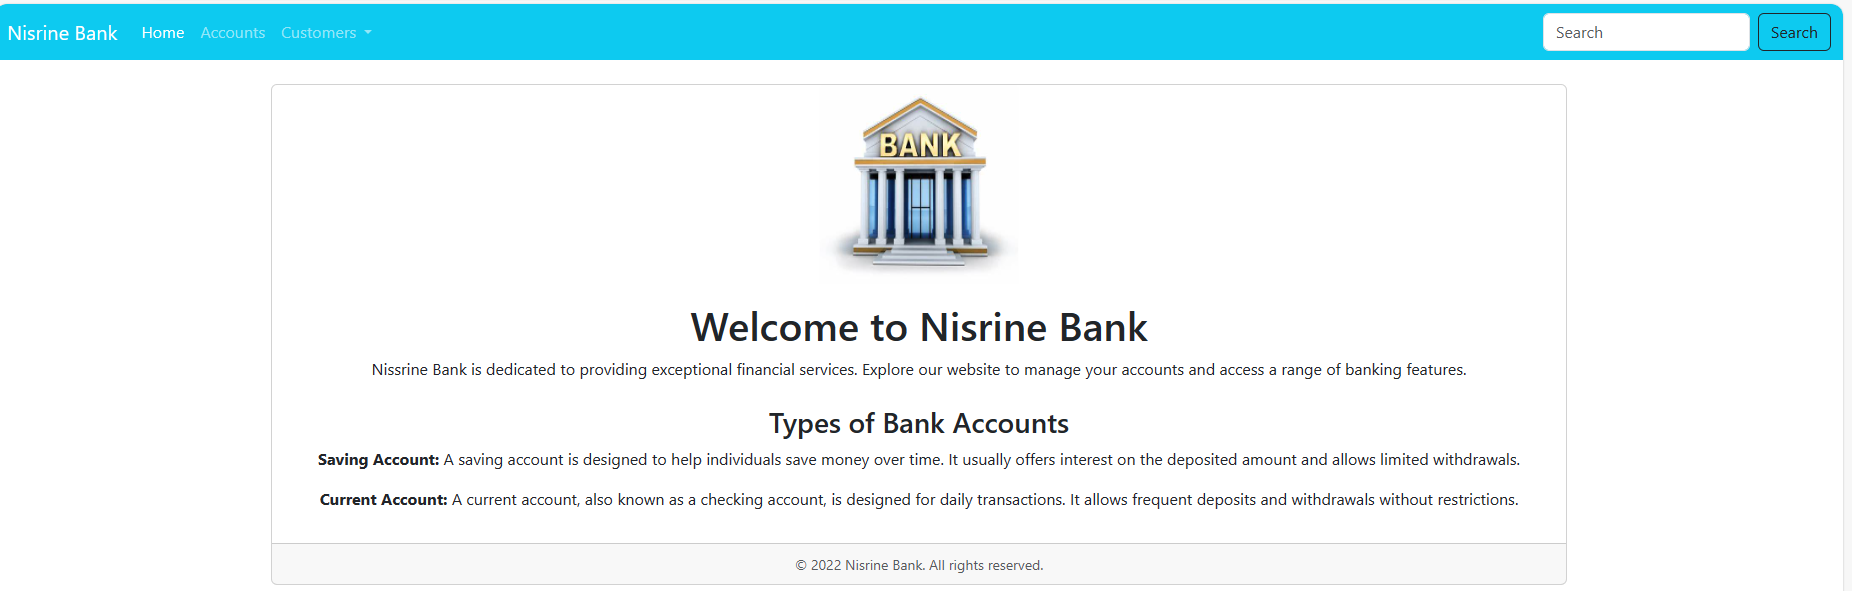 Nisrine Bank Home Accounts Customers Search Search
BANK
Welcome to Nisrine Bank
Nissrine Bank is dedicated to providing exceptional financial services. Explore our website to manage your accounts and access a range of banking features.
Types of Bank Accounts
Saving Account: A saving account is designed to help individuals save money over time. It usually offers interest on the deposited amount and allows limited withdrawals.
Current Account: A current account, also known as a checking account, is designed for daily transactions. It allows frequent deposits and withdrawals without restrictions.
© 2022 Nisrine Bank. All rights reserved.